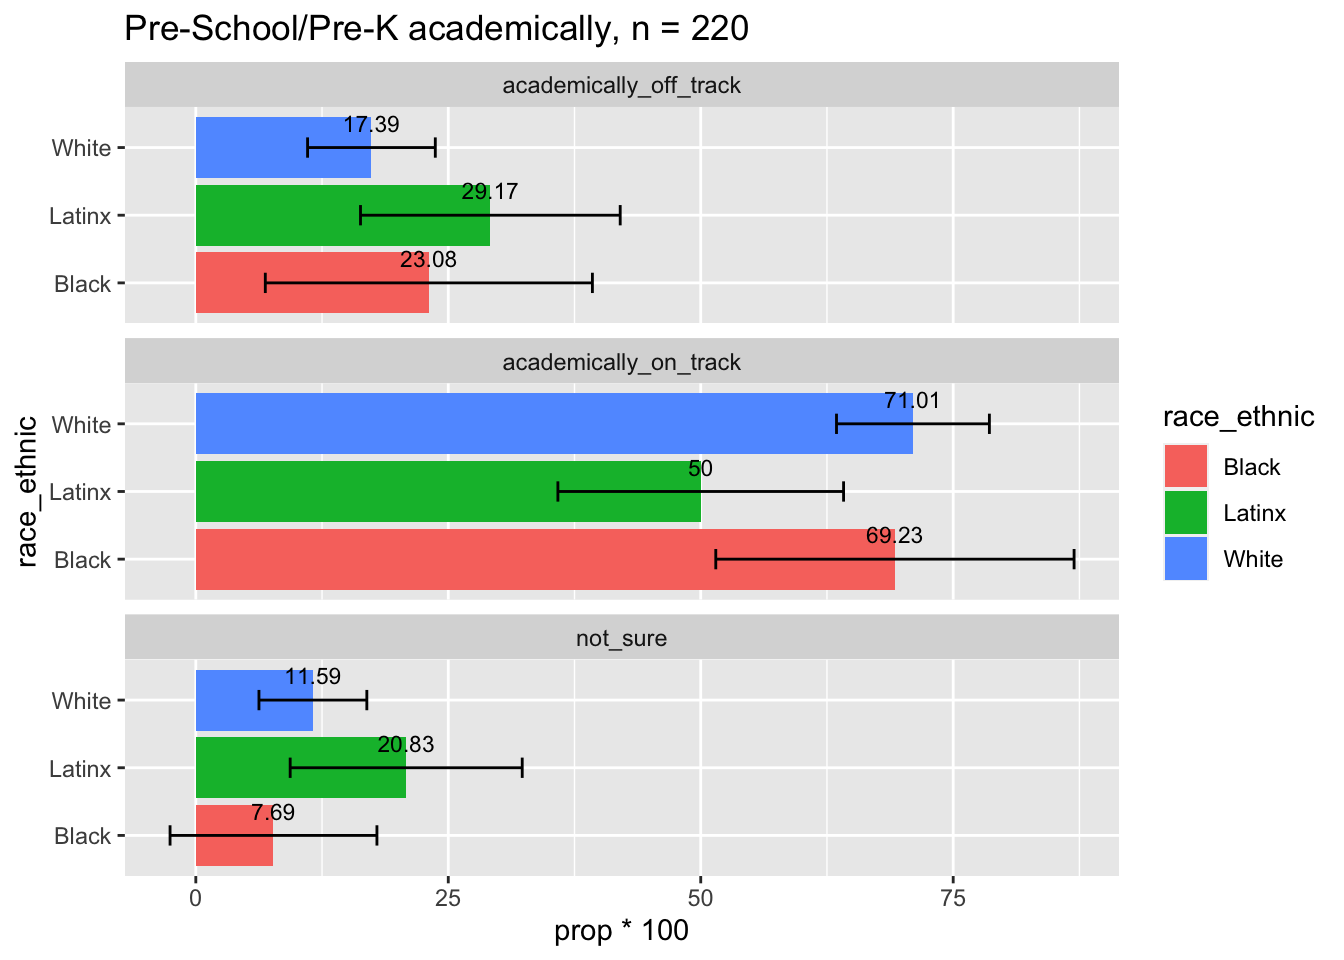 Pre-School/Pre-K academically, n = 220
academically_off_track
White
17.39
Latinx
29.17
Black
23.08
academically_on_track
White
71.01
Latinx
50
Black
69.23
not_sure
White
11.59
Latinx
20.83
Black
7.69
0 25 50 75
prop * 100
race_ethnic
race_ethnic
Black
Latinx
White